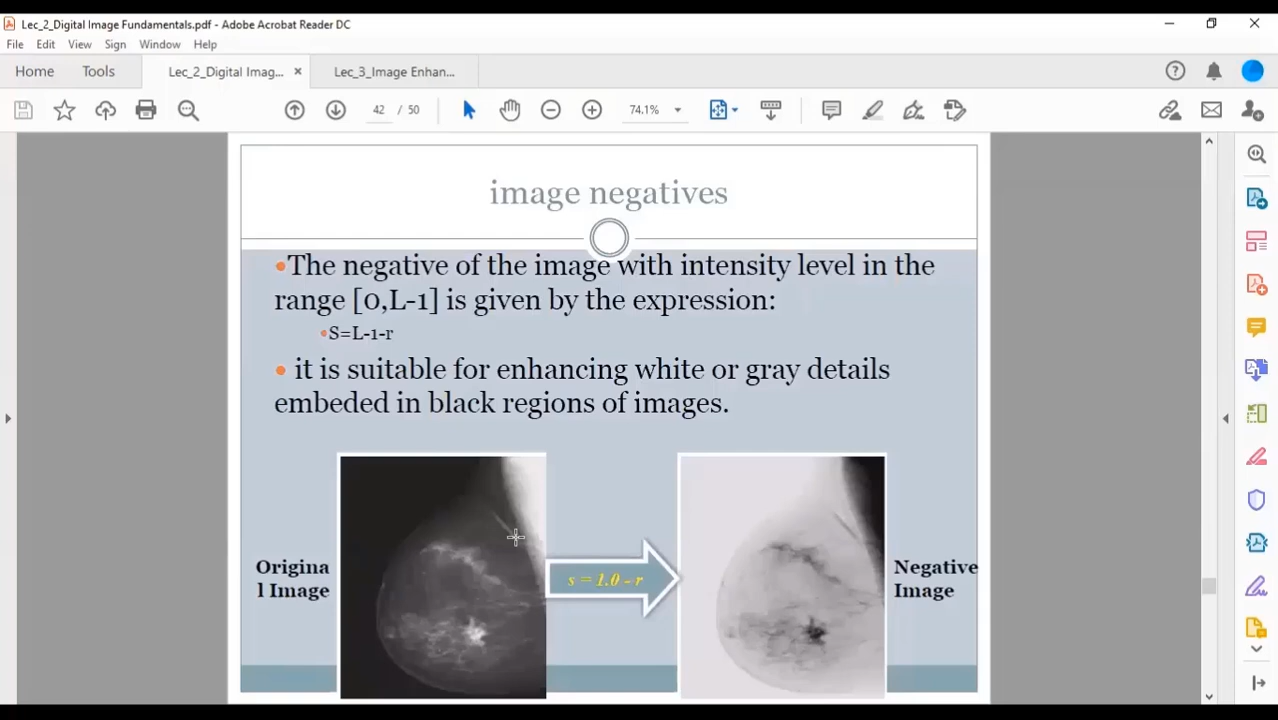 Lec_2_Digital Image Fundamentals.pdf - Adobe Acrobat Reader DC
File Edit View Sign Window Help
Home Tools Lec_2_Digital Imag... × Lec_3_Image Enhan...
42 / 50 74.1%
image negatives
•The negative of the image with intensity level in the
range [0,L-1] is given by the expression:
•S=L-1-r
• it is suitable for enhancing white or gray details
embeded in black regions of images.
Origina
l Image
s = 1.0 - r
Negative
Image